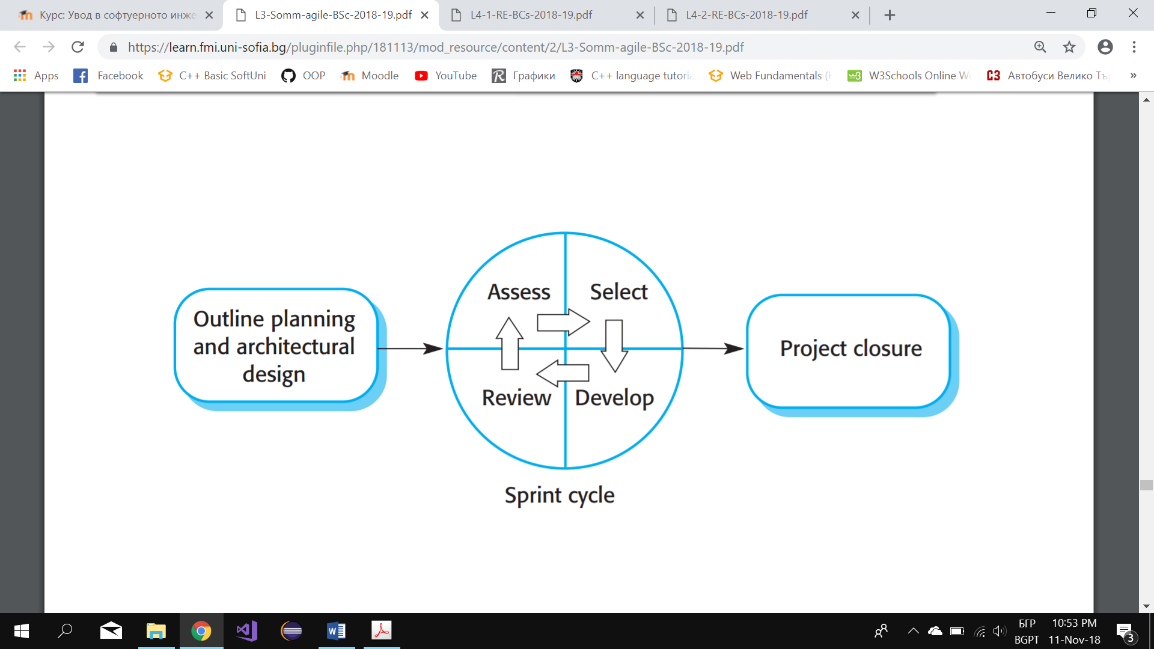 Курс: Увод в софтуерното инже
L3-Somm-agile-BSc-2018-19.pdf
L4-1-RE-BCs-2018-19.pdf
L4-2-RE-BCs-2018-19.pdf
https://learn.fmi.uni-sofia.bg/pluginfile.php/181113/mod_resource/content/2/L3-Somm-agile-BSc-2018-19.pdf
Apps
Facebook
C++ Basic SoftUni
OOP
Moodle
YouTube
Графики
C++ language tutori
Web Fundamentals
W3Schools Online W
Автобуси Велико Тъ
Outline planning
and architectural
design
Assess
Select
Review
Develop
Sprint cycle
Project closure
БГР
BGPT
10:53 PM
11-Nov-18
3